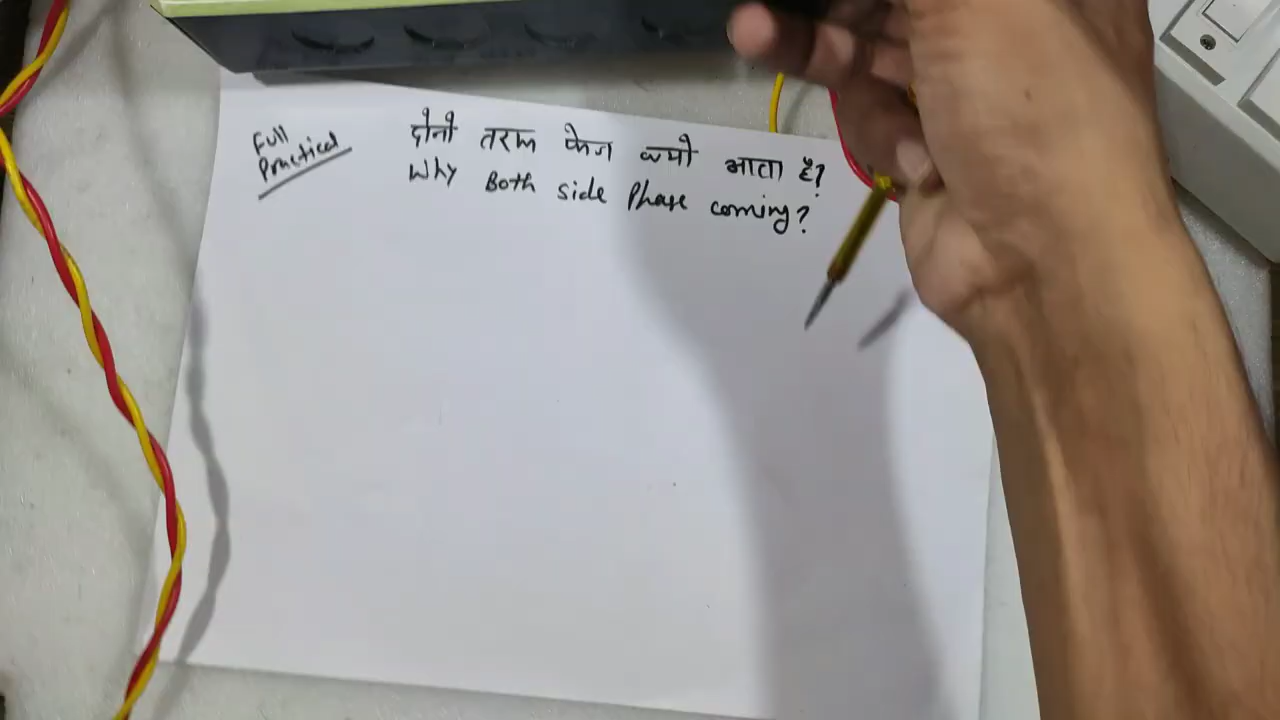 Full
Practical
दोनो तरफ फेज क्यो आता है?
Why Both side Phase coming?